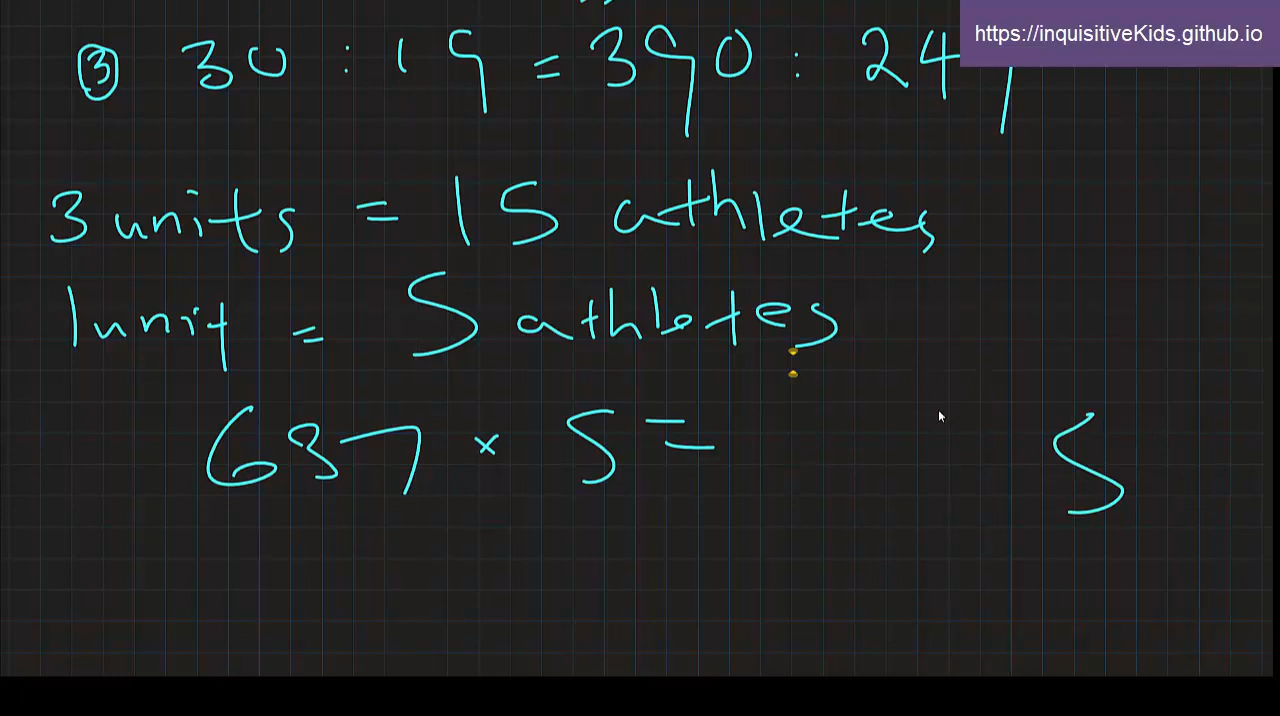 https://inquisitiveKids.github.io
③ 30 : 19 = 390 : 247
3 units = 15 athletes
1 unit = 5 athletes
637 × 5 =
5